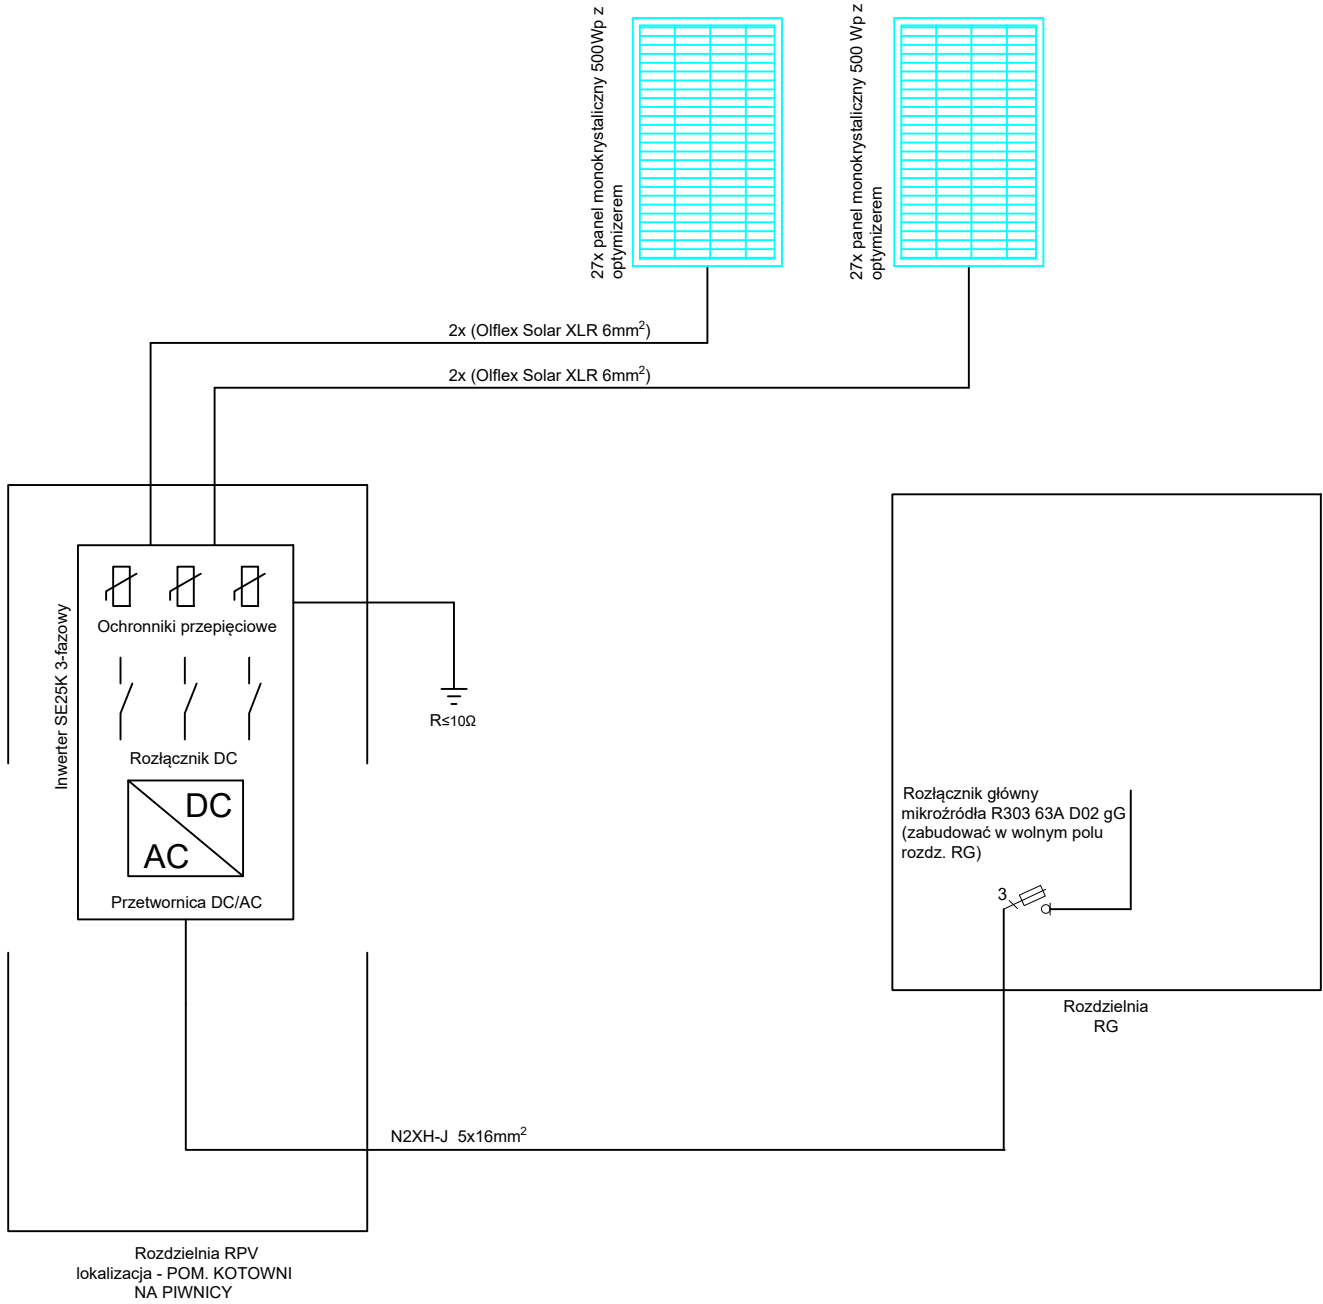 27x panel monokrystaliczny 500Wp z
optymizerem
27x panel monokrystaliczny 500 Wp z
optymizerem
2x (Olflex Solar XLR 6mm²)
2x (Olflex Solar XLR 6mm²)
Inwerter SE25K 3-fazowy
Ochronniki przepięciowe
Rozłącznik DC
DC
AC
Przetwornica DC/AC
R≤10Ω
Rozłącznik główny
mikroźródła R303 63A D02 gG
(zabudować w wolnym polu
rozdz. RG)
3
Rozdzielnia
RG
N2XH-J 5x16mm²
Rozdzielnia RPV
lokalizacja - POM. KOTOWNI
NA PIWNICY